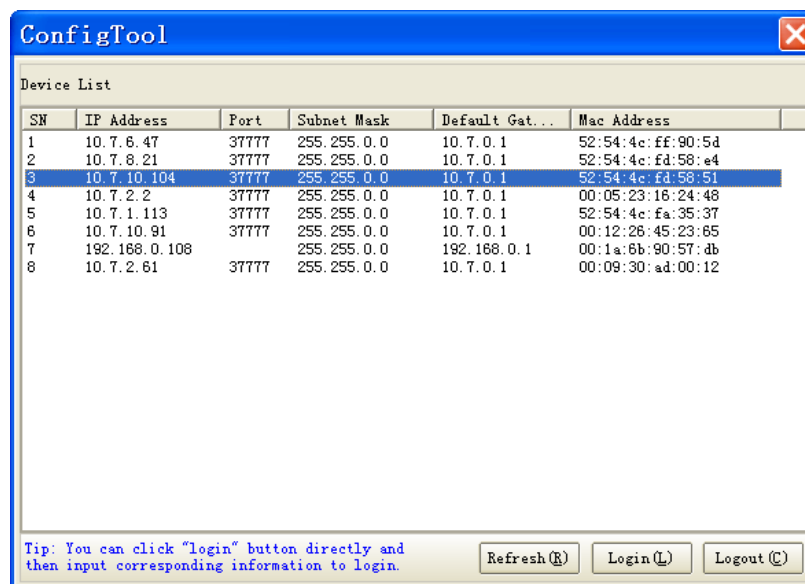 ConfigTool
Device List
SN IP Address Port Subnet Mask Default Gat... Mac Address
1 10.7.6.47 37777 255.255.0.0 10.7.0.1 52:54:4c:ff:90:5d
2 10.7.8.21 37777 255.255.0.0 10.7.0.1 52:54:4c:fd:58:e4
3 10.7.10.104 37777 255.255.0.0 10.7.0.1 52:54:4c:fd:58:51
4 10.7.2.2 37777 255.255.0.0 10.7.0.1 00:05:23:16:24:48
5 10.7.1.113 37777 255.255.0.0 10.7.0.1 52:54:4c:fa:35:37
6 10.7.10.91 37777 255.255.0.0 10.7.0.1 00:12:26:45:23:65
7 192.168.0.108 255.255.0.0 192.168.0.1 00:1a:6b:90:57:db
8 10.7.2.61 37777 255.255.0.0 10.7.0.1 00:09:30:ad:00:12
Tip: You can click "login" button directly and
then input corresponding information to login.
Refresh(R) Login(L) Logout(C)